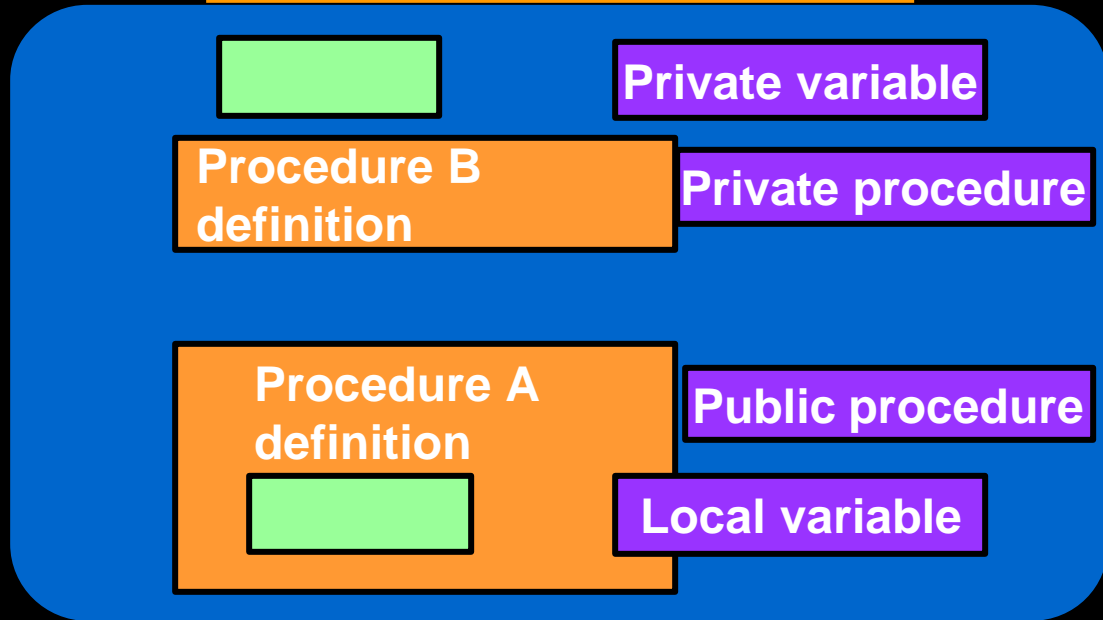 Private variable
Procedure B
definition
Private procedure
Procedure A
definition
Public procedure
Local variable